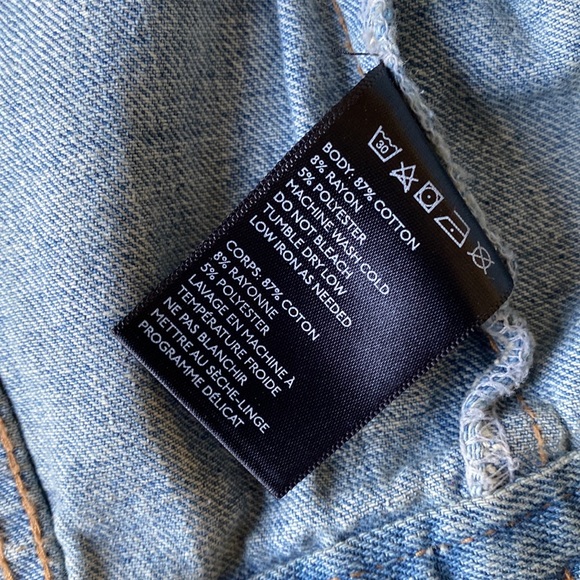 30
BODY: 87% COTTON
8% RAYON
5% POLYESTER
MACHINE WASH COLD
DO NOT BLEACH
TUMBLE DRY LOW
LOW IRON AS NEEDED
CORPS: 87% COTON
8% RAYONNE
5% POLYESTER
LAVAGE EN MACHINE À
TEMPÉRATURE FROIDE
NE PAS BLANCHIR
METTRE AU SÈCHE-LINGE
PROGRAMME DÉLICAT